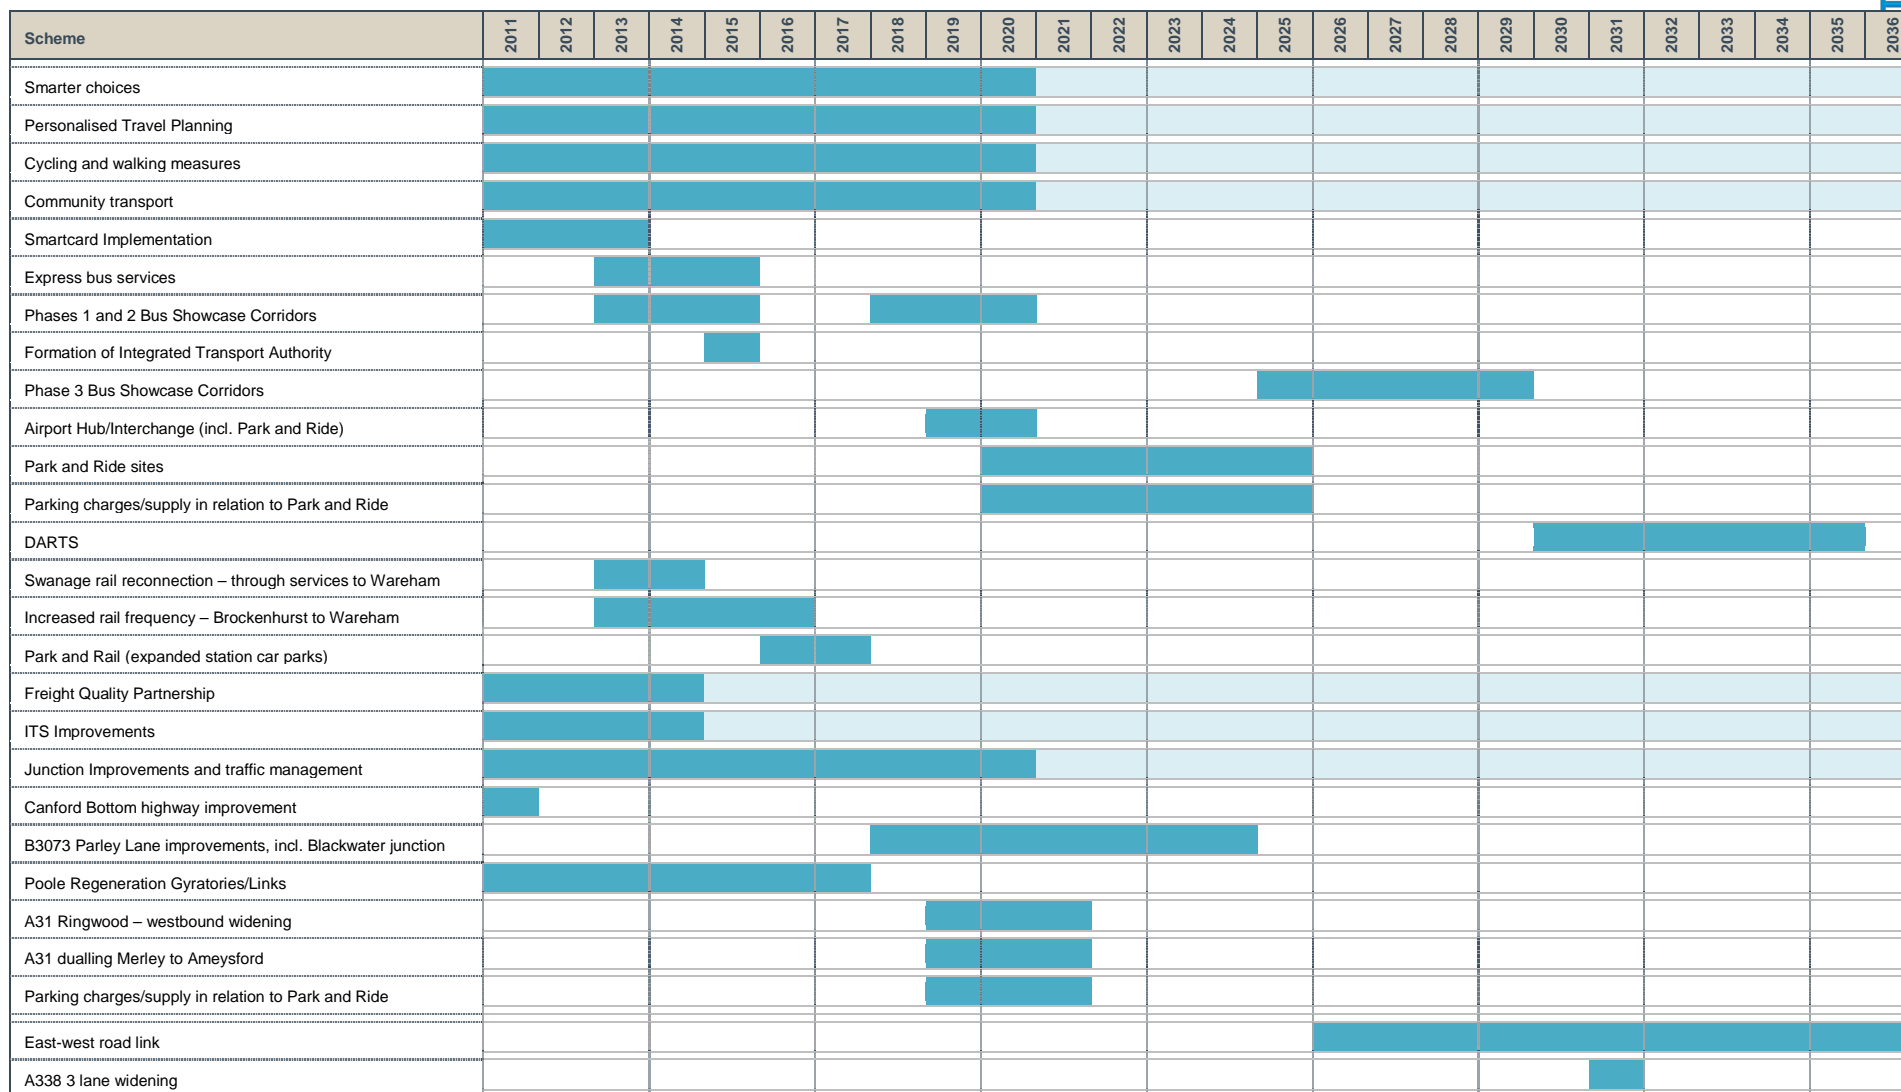 Scheme 2011 2012 2013 2014 2015 2016 2017 2018 2019 2020 2021 2022 2023 2024 2025 2026 2027 2028 2029 2030 2031 2032 2033 2034 2035 2036
Smarter choices
Personalised Travel Planning
Cycling and walking measures
Community transport
Smartcard Implementation
Express bus services
Phases 1 and 2 Bus Showcase Corridors
Formation of Integrated Transport Authority
Phase 3 Bus Showcase Corridors
Airport Hub/Interchange (incl. Park and Ride)
Park and Ride sites
Parking charges/supply in relation to Park and Ride
DARTS
Swanage rail reconnection – through services to Wareham
Increased rail frequency – Brockenhurst to Wareham
Park and Rail (expanded station car parks)
Freight Quality Partnership
ITS Improvements
Junction Improvements and traffic management
Canford Bottom highway improvement
B3073 Parley Lane improvements, incl. Blackwater junction
Poole Regeneration Gyratories/Links
A31 Ringwood – westbound widening
A31 dualling Merley to Ameysford
Parking charges/supply in relation to Park and Ride
East-west road link
A338 3 lane widening